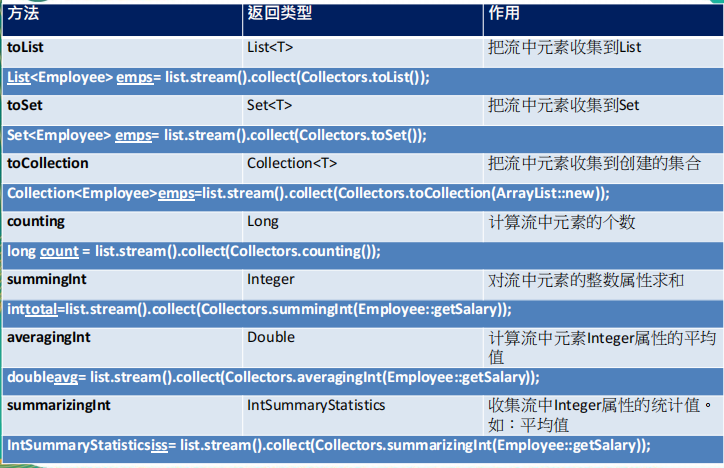 方法 返回类型 作用
toList List<T> 把流中元素收集到List
List<Employee> emps= list.stream().collect(Collectors.toList());
toSet Set<T> 把流中元素收集到Set
Set<Employee> emps= list.stream().collect(Collectors.toSet());
toCollection Collection<T> 把流中元素收集到创建的集合
Collection<Employee>emps=list.stream().collect(Collectors.toCollection(ArrayList::new));
counting Long 计算流中元素的个数
long count = list.stream().collect(Collectors.counting());
summingInt Integer 对流中元素的整数属性求和
inttotal=list.stream().collect(Collectors.summingInt(Employee::getSalary));
averagingInt Double 计算流中元素Integer属性的平均
值
doubleavg= list.stream().collect(Collectors.averagingInt(Employee::getSalary));
summarizingInt IntSummaryStatistics 收集流中Integer属性的统计值。
如：平均值
IntSummaryStatisticsiss= list.stream().collect(Collectors.summarizingInt(Employee::getSalary));